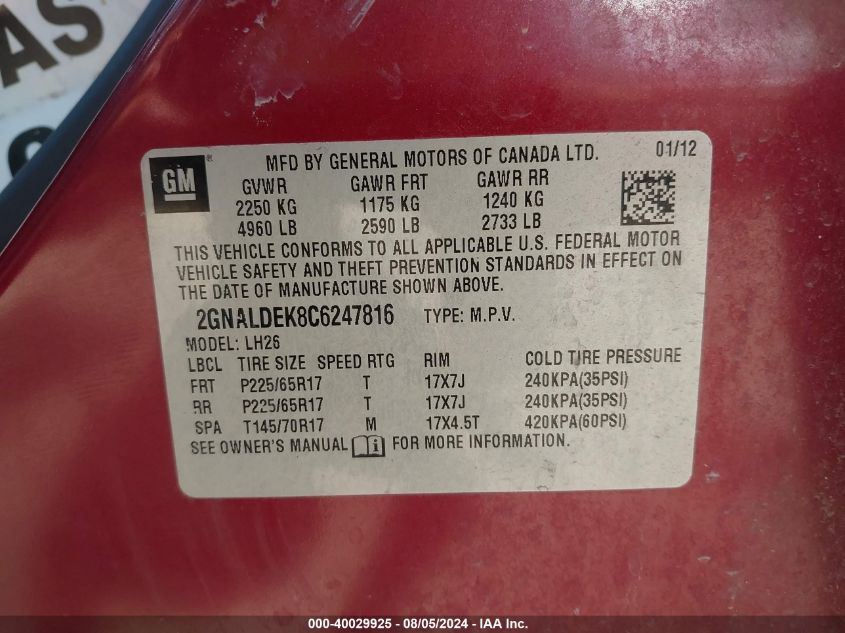 AS
GM®
MFD BY GENERAL MOTORS OF CANADA LTD. 01/12
GVWR GAWR FRT GAWR RR
2250 KG 1175 KG 1240 KG
4960 LB 2590 LB 2733 LB
THIS VEHICLE CONFORMS TO ALL APPLICABLE U.S. FEDERAL MOTOR
VEHICLE SAFETY AND THEFT PREVENTION STANDARDS IN EFFECT ON
THE DATE OF MANUFACTURE SHOWN ABOVE.
2GNALDEK8C6247816 TYPE: M.P.V.
MODEL: LH26
LBCL TIRE SIZE SPEED RTG RIM COLD TIRE PRESSURE
FRT P225/65R17 T 17X7J 240KPA(35PSI)
RR P225/65R17 T 17X7J 240KPA(35PSI)
SPA T145/70R17 M 17X4.5T 420KPA(60PSI)
SEE OWNER'S MANUAL FOR MORE INFORMATION.
000-40029925 - 08/05/2024 - IAA Inc.